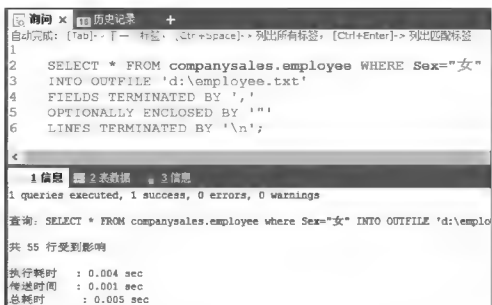 询问 × 历史记录 +
自动完成: [Tab]-> 下一 标签, [Ctr+Space]-> 列出所有标签, [Ctrl+Enter]-> 列出匹配标签
1
2 SELECT * FROM companysales.employee WHERE Sex="女"
3 INTO OUTFILE 'd:\employee.txt'
4 FIELDS TERMINATED BY ','
5 OPTIONALLY ENCLOSED BY '"'
6 LINES TERMINATED BY '\n';
<
1 信息 2 表数据 3 信息
1 queries executed, 1 success, 0 errors, 0 warnings
查询: SELECT * FROM companysales.employee where Sex="女" INTO OUTFILE 'd:\emplo
共 55 行受到影响
执行耗时 : 0.004 sec
传送时间 : 0.001 sec
总耗时 : 0.005 sec